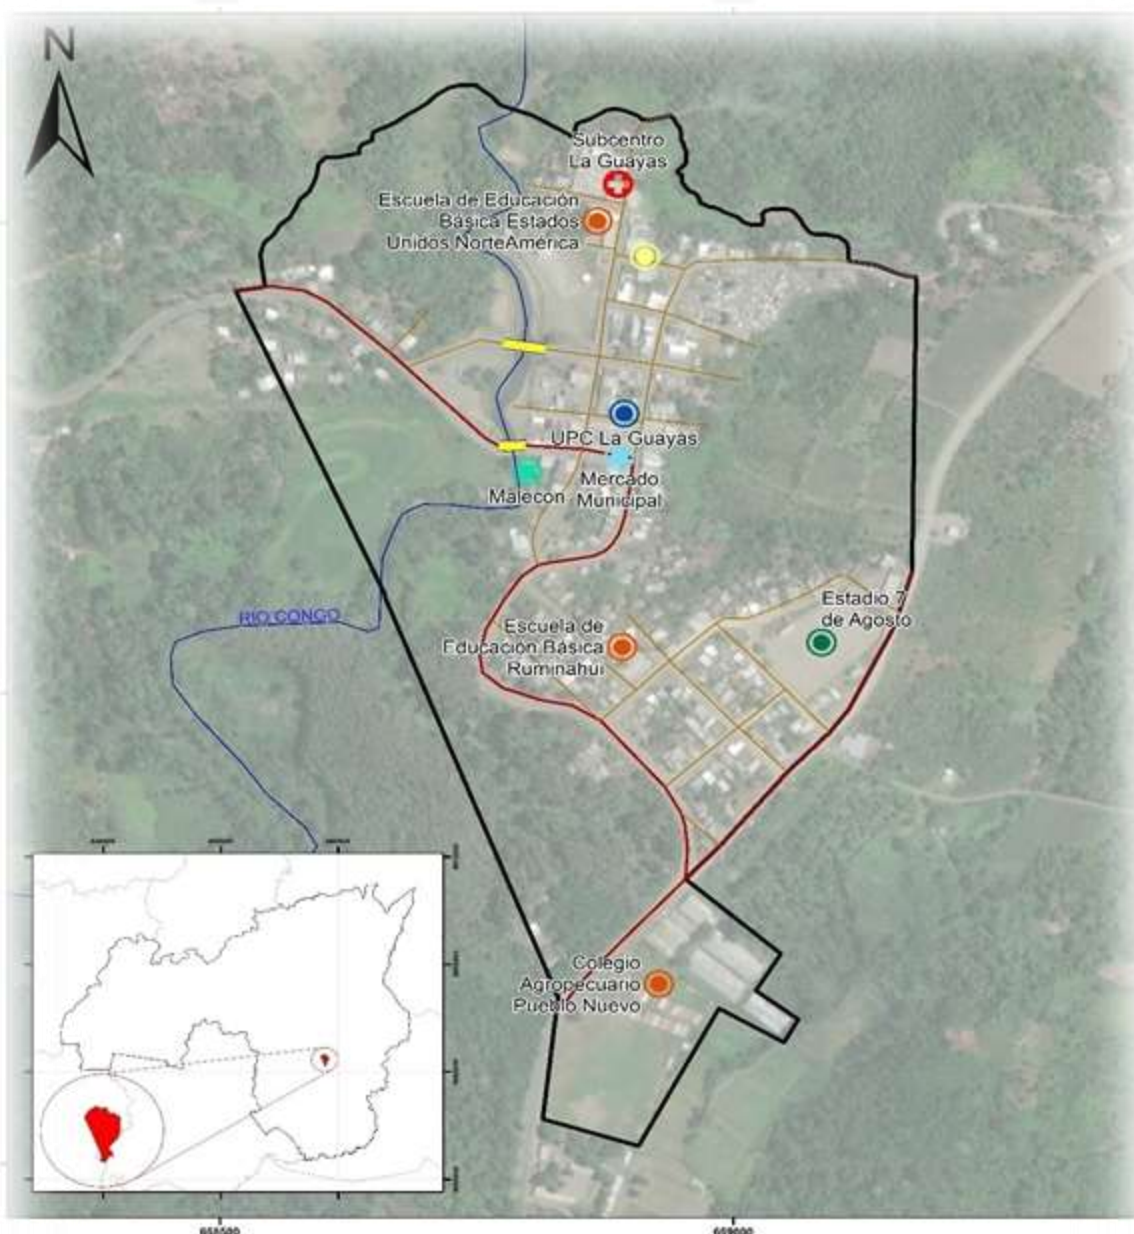 N
Subcentro
La Guayas
Escuela de Educación
Básica Estados
Unidos NorteAmérica
UPC La Guayas
Mercado
Municipal
Malecon
RIO CONGO
Estadio 7
de Agosto
Escuela de
Educación Básica
Ruminahui
Colegio
Agropecuario
Pueblo Nuevo